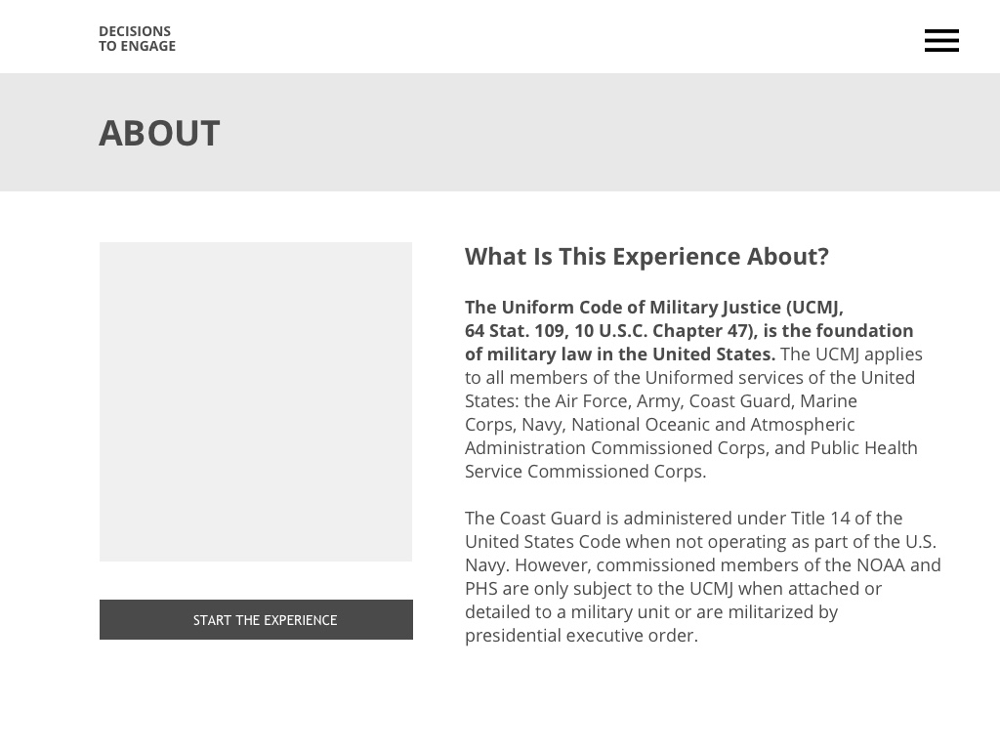 DECISIONS
TO ENGAGE
ABOUT
What Is This Experience About?
The Uniform Code of Military Justice (UCMJ,
64 Stat. 109, 10 U.S.C. Chapter 47), is the foundation
of military law in the United States. The UCMJ applies
to all members of the Uniformed services of the United
States: the Air Force, Army, Coast Guard, Marine
Corps, Navy, National Oceanic and Atmospheric
Administration Commissioned Corps, and Public Health
Service Commissioned Corps.
The Coast Guard is administered under Title 14 of the
United States Code when not operating as part of the U.S.
Navy. However, commissioned members of the NOAA and
PHS are only subject to the UCMJ when attached or
detailed to a military unit or are militarized by
presidential executive order.
START THE EXPERIENCE